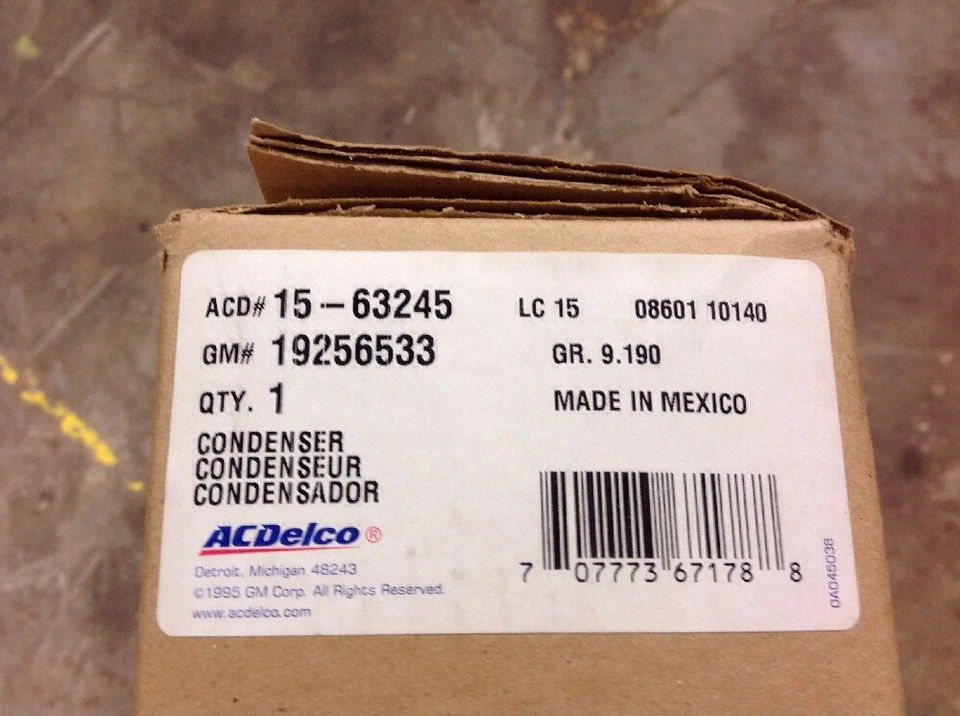 ACD# 15-63245
LC 15 08601 10140
GM# 19256533
GR. 9.190
QTY. 1
MADE IN MEXICO
CONDENSER
CONDENSEUR
CONDENSADOR
ACDelco®
Detroit, Michigan 48243
©1995 GM Corp. All Rights Reserved.
www.acdelco.com
7 07773 67178 8
0A045038